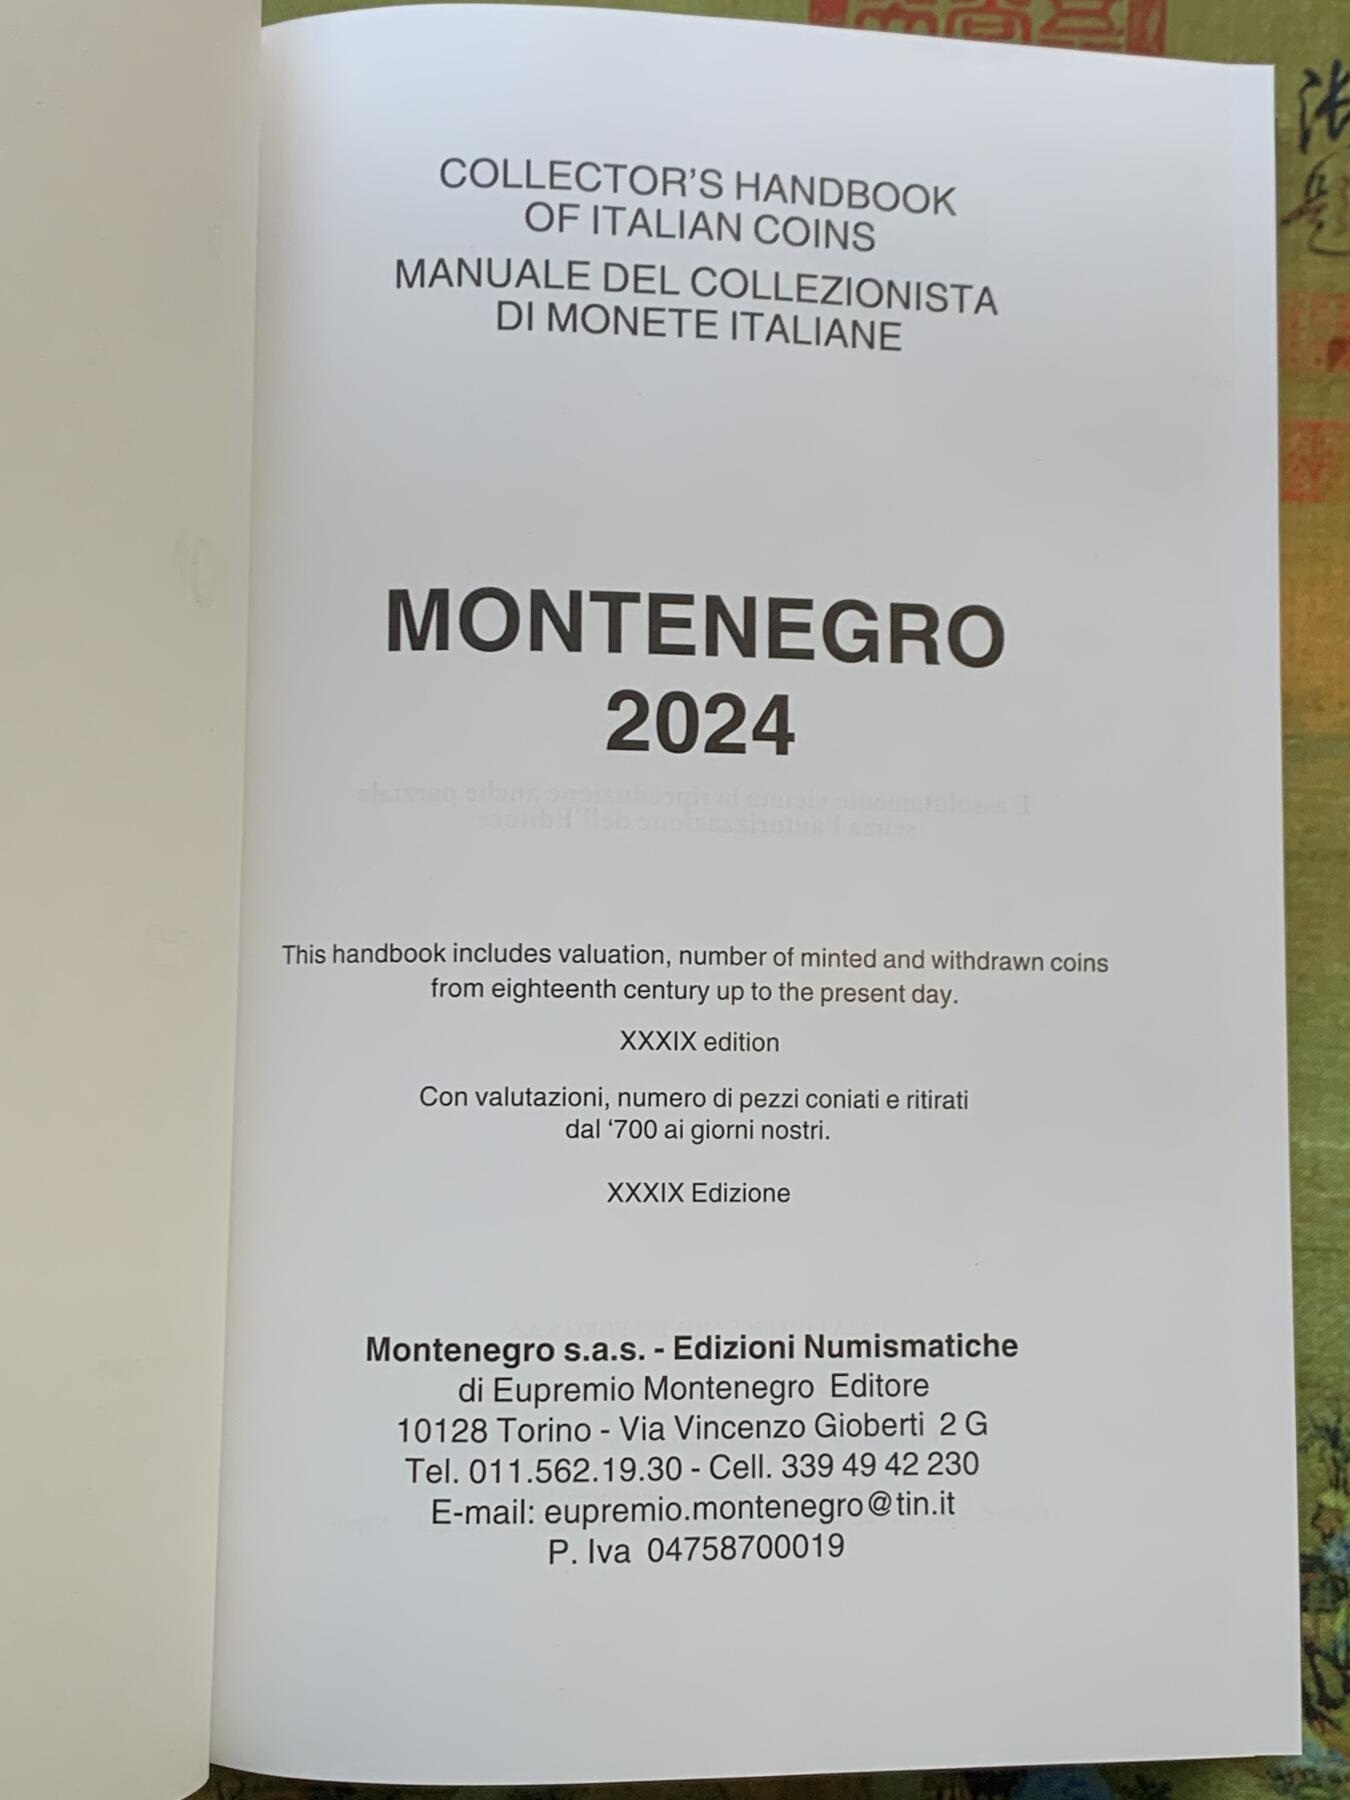 COLLECTOR'S HANDBOOK
OF ITALIAN COINS
MANUALE DEL COLLEZIONISTA
DI MONETE ITALIANE
MONTENEGRO
2024
This handbook includes valuation, number of minted and withdrawn coins
from eighteenth century up to the present day.
XXXIX edition
Con valutazioni, numero di pezzi coniati e ritirati
dal ‘700 ai giorni nostri.
XXXIX Edizione
Montenegro s.a.s. - Edizioni Numismatiche
di Eupremio Montenegro Editore
10128 Torino - Via Vincenzo Gioberti 2 G
Tel. 011.562.19.30 - Cell. 339 49 42 230
E-mail: eupremio.montenegro@tin.it
P. Iva 04758700019